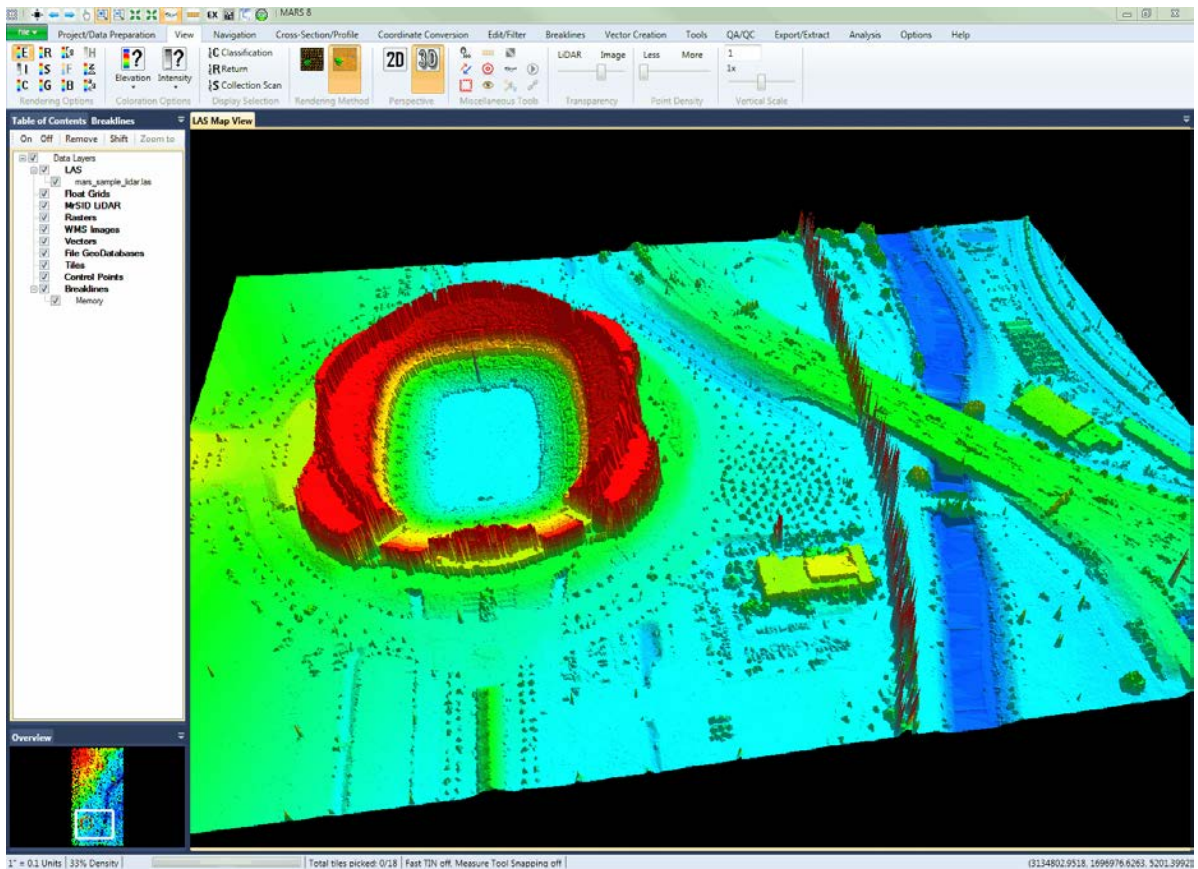 EX MARS 8
File Project/Data Preparation View Navigation Cross-Section/Profile Coordinate Conversion Edit/Filter Breaklines Vector Creation Tools QA/QC Export/Extract Analysis Options Help
E R H
I S F
C G B
Rendering Options
Elevation Intensity
Coloration Options
C Classification
R Return
S Collection Scan
Display Selection
Rendering Method
2D 3D
Perspective
Miscellaneous Tools
LiDAR Image
Transparency
Less More
Point Density
1
1x
Vertical Scale
Table of Contents Breaklines
On Off Remove Shift Zoom to
Data Layers
LAS
mars_sample_lidar.las
Float Grids
MrSID LiDAR
Rasters
WMS Images
Vectors
File GeoDatabases
Tiles
Control Points
Breaklines
Memory
LAS Map View
Overview
1" = 0.1 Units 33% Density Total tiles picked: 0/18 Fast TIN off, Measure Tool Snapping off (3134802.9518, 1696976.6263, 5201.3992)